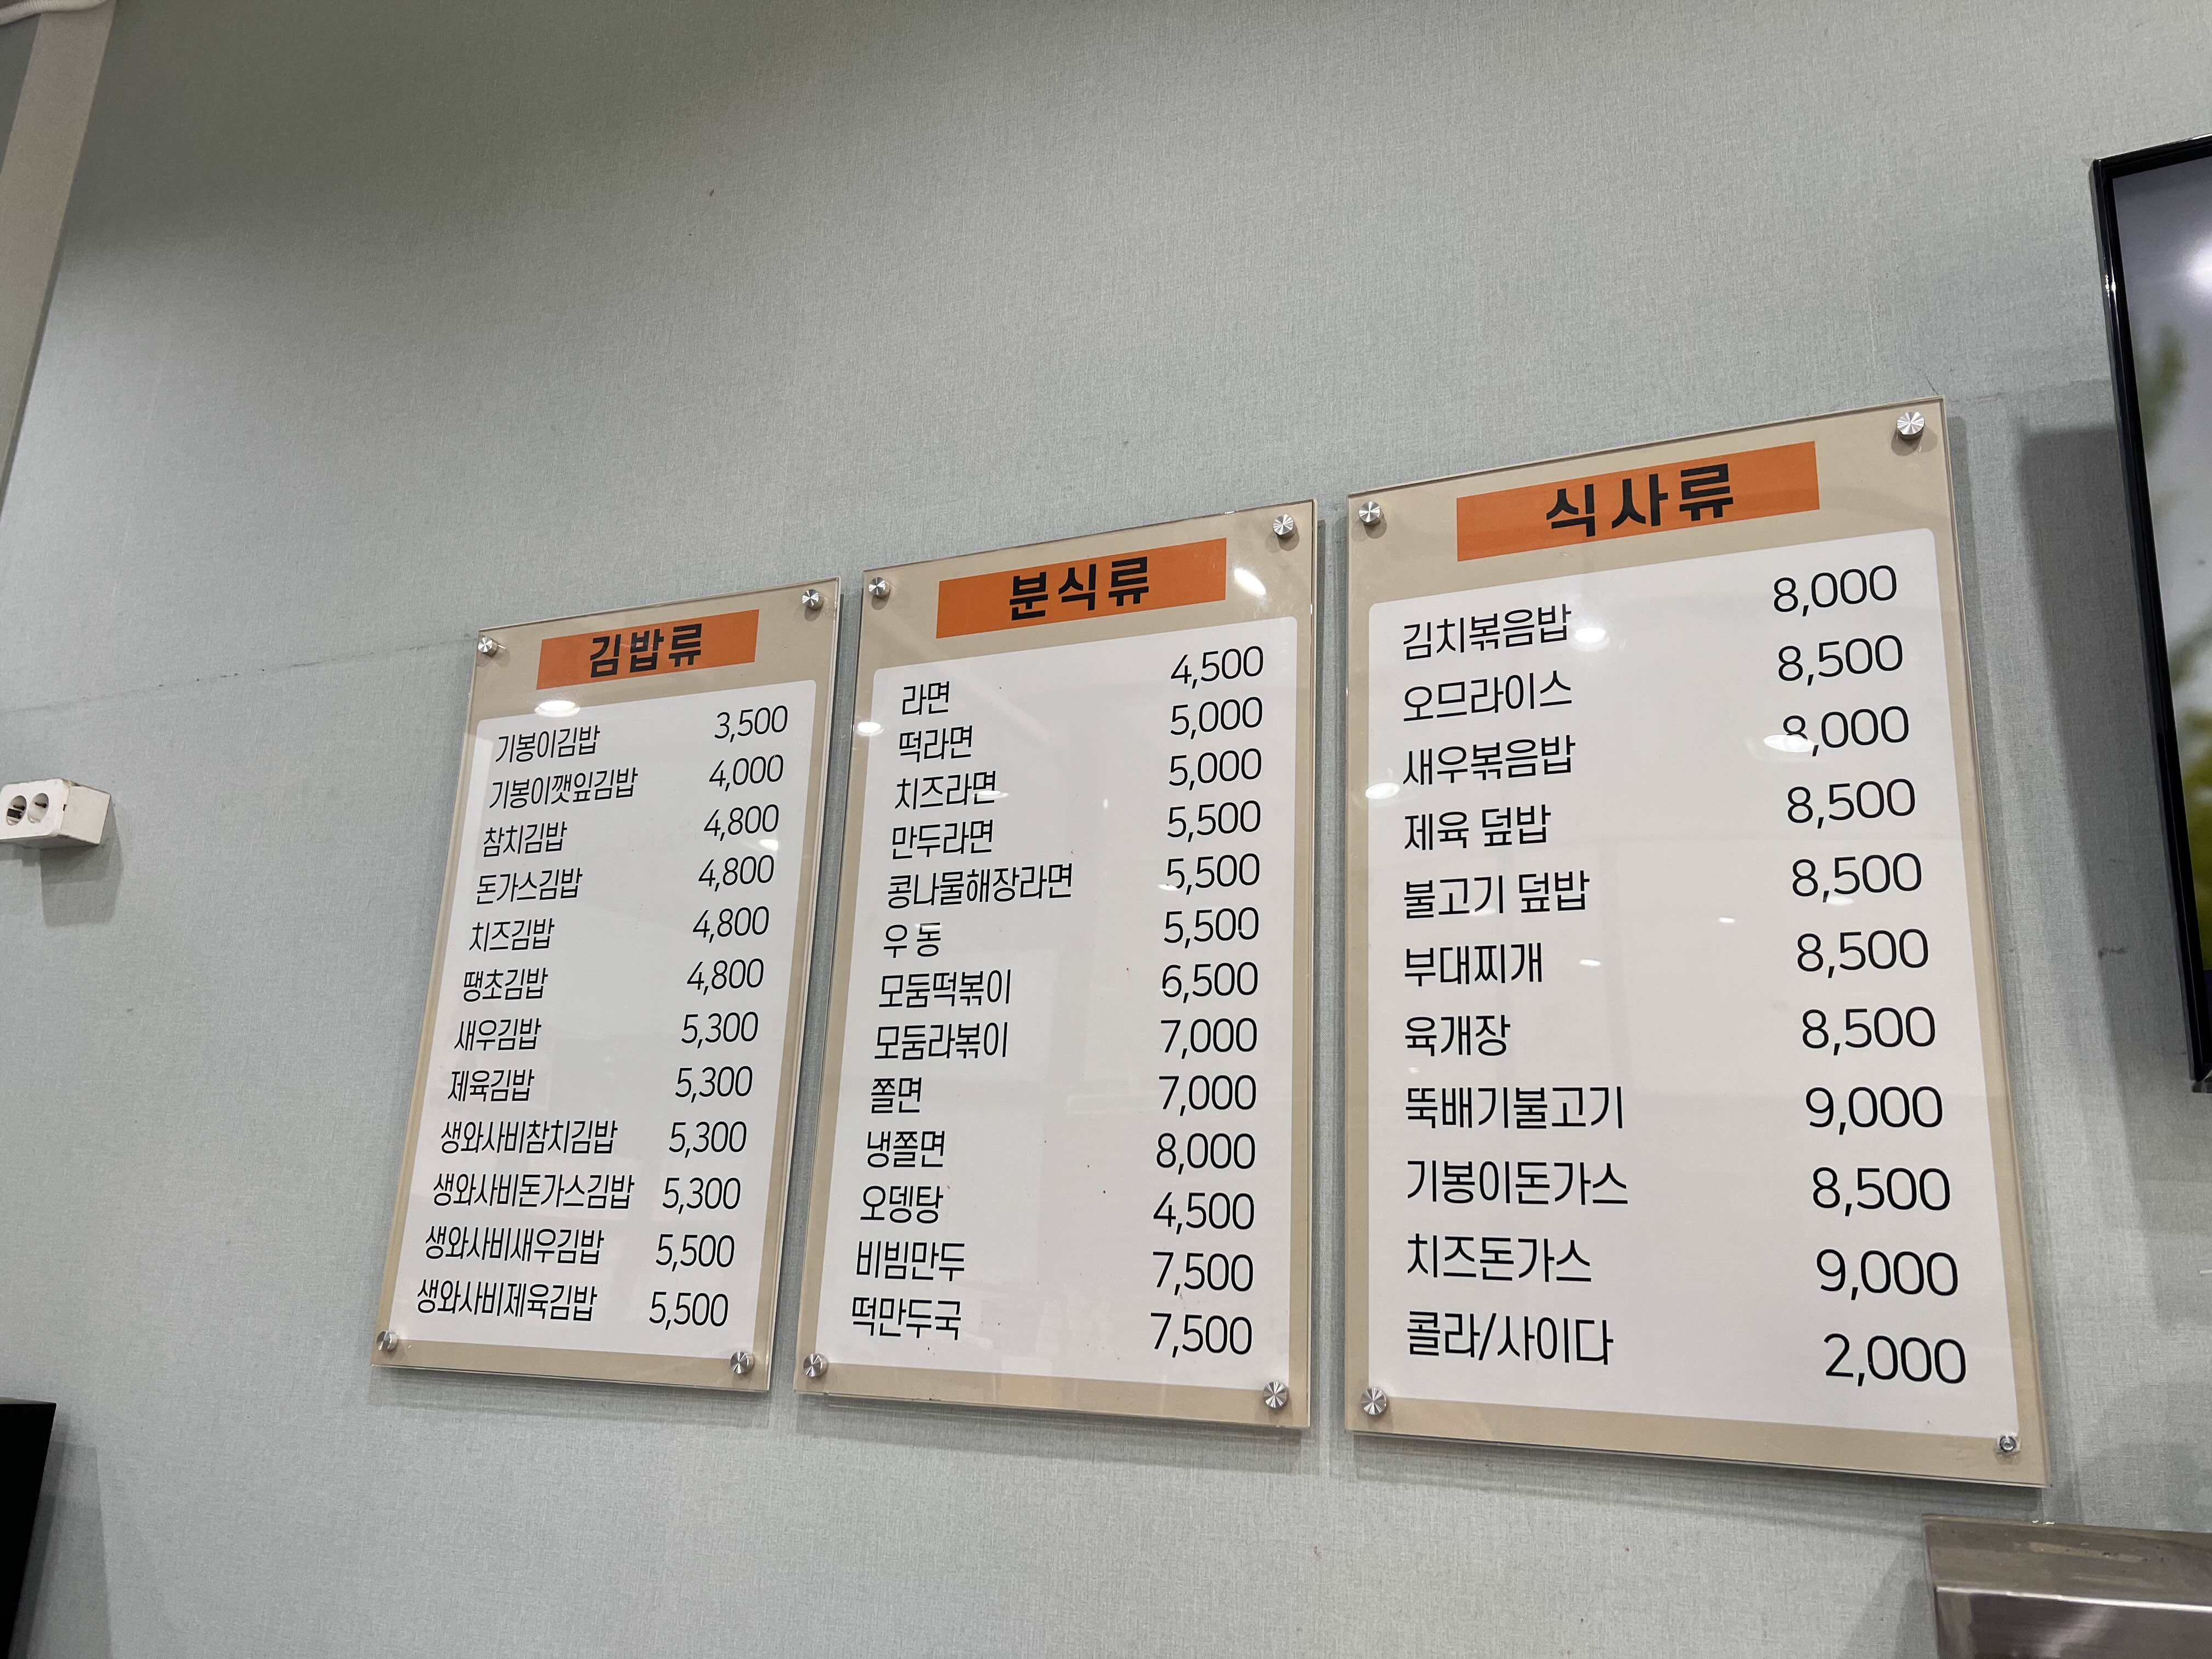 김밥류
기봉이김밥 3,500
기봉이깻잎김밥 4,000
참치김밥 4,800
돈가스김밥 4,800
치즈김밥 4,800
땡초김밥 4,800
새우김밥 5,300
제육김밥 5,300
생와사비참치김밥 5,300
생와사비돈가스김밥 5,300
생와사비새우김밥 5,500
생와사비제육김밥 5,500
분식류
라면 4,500
떡라면 5,000
치즈라면 5,000
만두라면 5,500
콩나물해장라면 5,500
우 동 5,500
모둠떡볶이 6,500
모둠라볶이 7,000
쫄면 7,000
냉쫄면 8,000
오뎅탕 4,500
비빔만두 7,500
떡만두국 7,500
식사류
김치볶음밥 8,000
오므라이스 8,500
새우볶음밥 8,000
제육 덮밥 8,500
불고기 덮밥 8,500
부대찌개 8,500
육개장 8,500
뚝배기불고기 9,000
기봉이돈가스 8,500
치즈돈가스 9,000
콜라/사이다 2,000